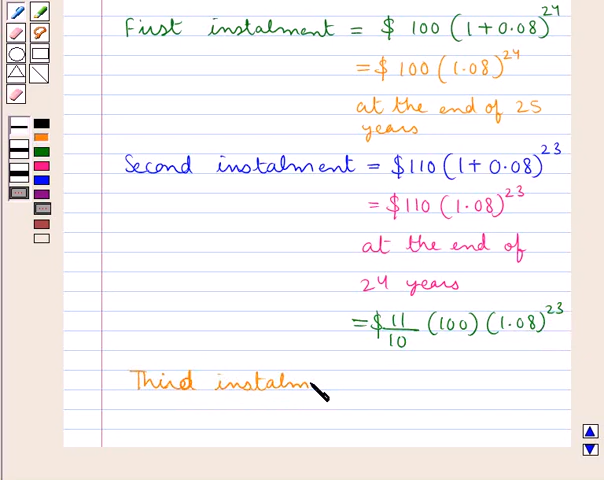 First instalment = $ 100 (1+0.08)^24
= $ 100 (1.08)^24
at the end of 25
years
Second instalment = $110 (1+0.08)^23
= $110 (1.08)^23
at the end of
24 years
= $ 11/10 (100) (1.08)^23
Third instalm